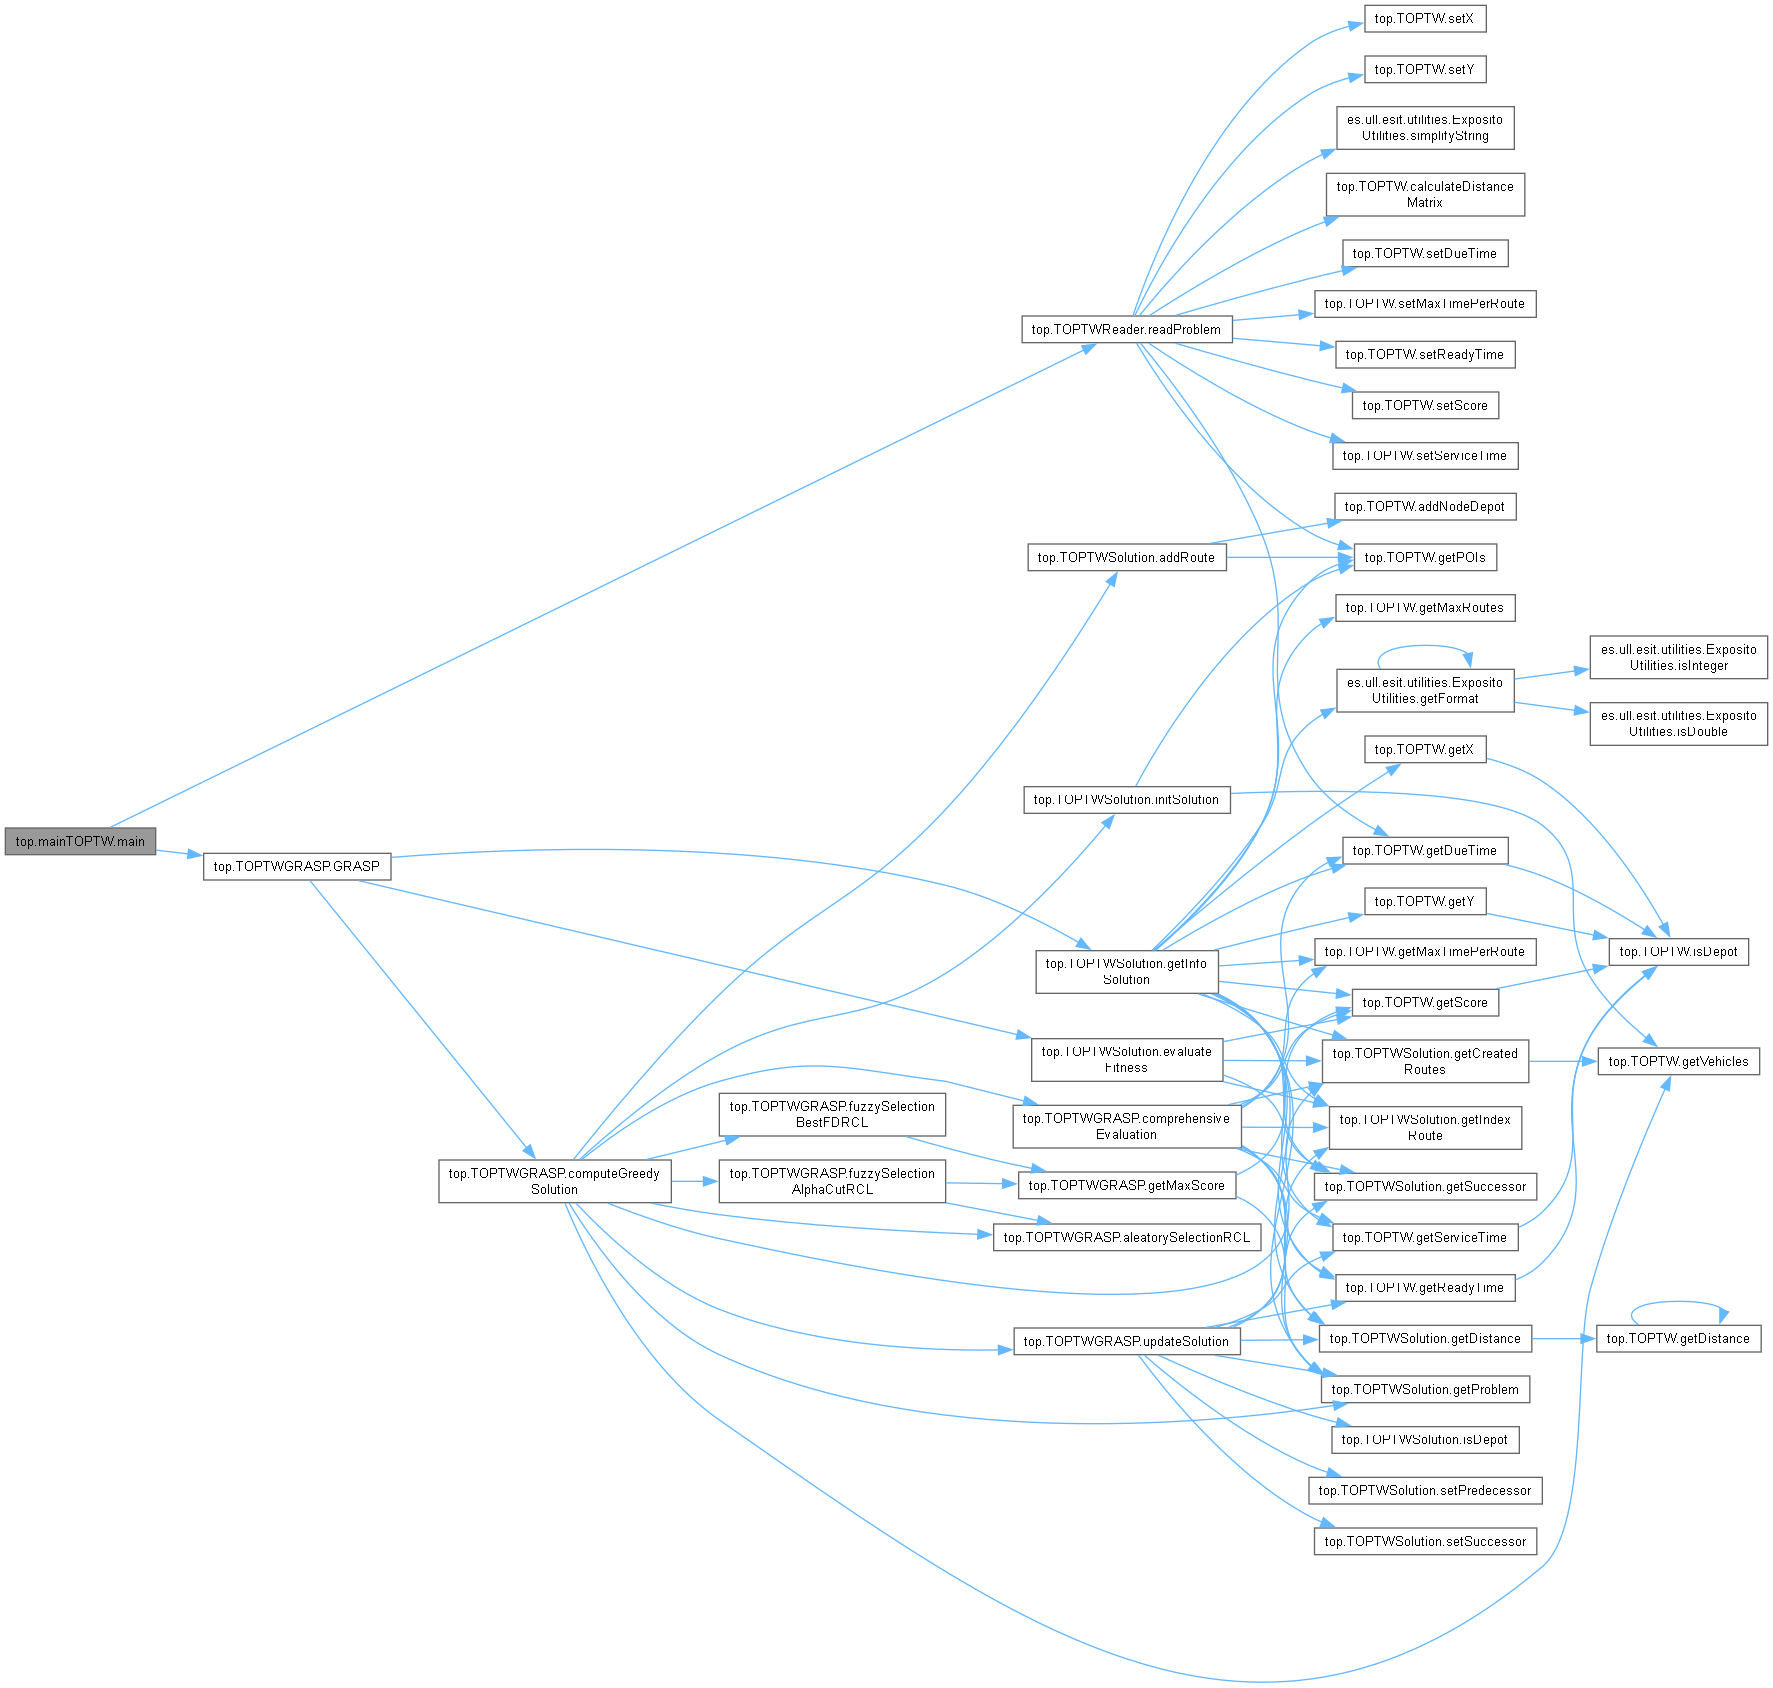 top.TOPTW.setX
top.TOPTW.setY
es.ull.esit.utilities.Exposito
Utilities.simplifyString
top.TOPTW.calculateDistance
Matrix
top.TOPTW.setDueTime
top.TOPTW.setMaxTimePerRoute
top.TOPTWReader.readProblem
top.TOPTW.setReadyTime
top.TOPTW.setScore
top.TOPTW.setServiceTime
top.TOPTW.addNodeDepot
top.TOPTWSolution.addRoute
top.TOPTW.getPOIs
top.TOPTW.getMaxRoutes
es.ull.esit.utilities.Exposito
Utilities.isInteger
es.ull.esit.utilities.Exposito
Utilities.getFormat
es.ull.esit.utilities.Exposito
Utilities.isDouble
top.TOPTW.getX
top.TOPTWSolution.initSolution
top.mainTOPTW.main
top.TOPTWGRASP.GRASP
top.TOPTW.getDueTime
top.TOPTW.getY
top.TOPTW.getMaxTimePerRoute
top.TOPTW.isDepot
top.TOPTWSolution.getInfo
Solution
top.TOPTW.getScore
top.TOPTWSolution.evaluate
Fitness
top.TOPTWSolution.getCreated
Routes
top.TOPTW.getVehicles
top.TOPTWGRASP.fuzzySelection
BestFDRCL
top.TOPTWGRASP.comprehensive
Evaluation
top.TOPTWSolution.getIndex
Route
top.TOPTWGRASP.computeGreedy
Solution
top.TOPTWGRASP.fuzzySelection
AlphaCutRCL
top.TOPTWGRASP.getMaxScore
top.TOPTWSolution.getSuccessor
top.TOPTWGRASP.aleatorySelectionRCL
top.TOPTW.getServiceTime
top.TOPTW.getReadyTime
top.TOPTWGRASP.updateSolution
top.TOPTWSolution.getDistance
top.TOPTW.getDistance
top.TOPTWSolution.getProblem
top.TOPTWSolution.isDepot
top.TOPTWSolution.setPredecessor
top.TOPTWSolution.setSuccessor